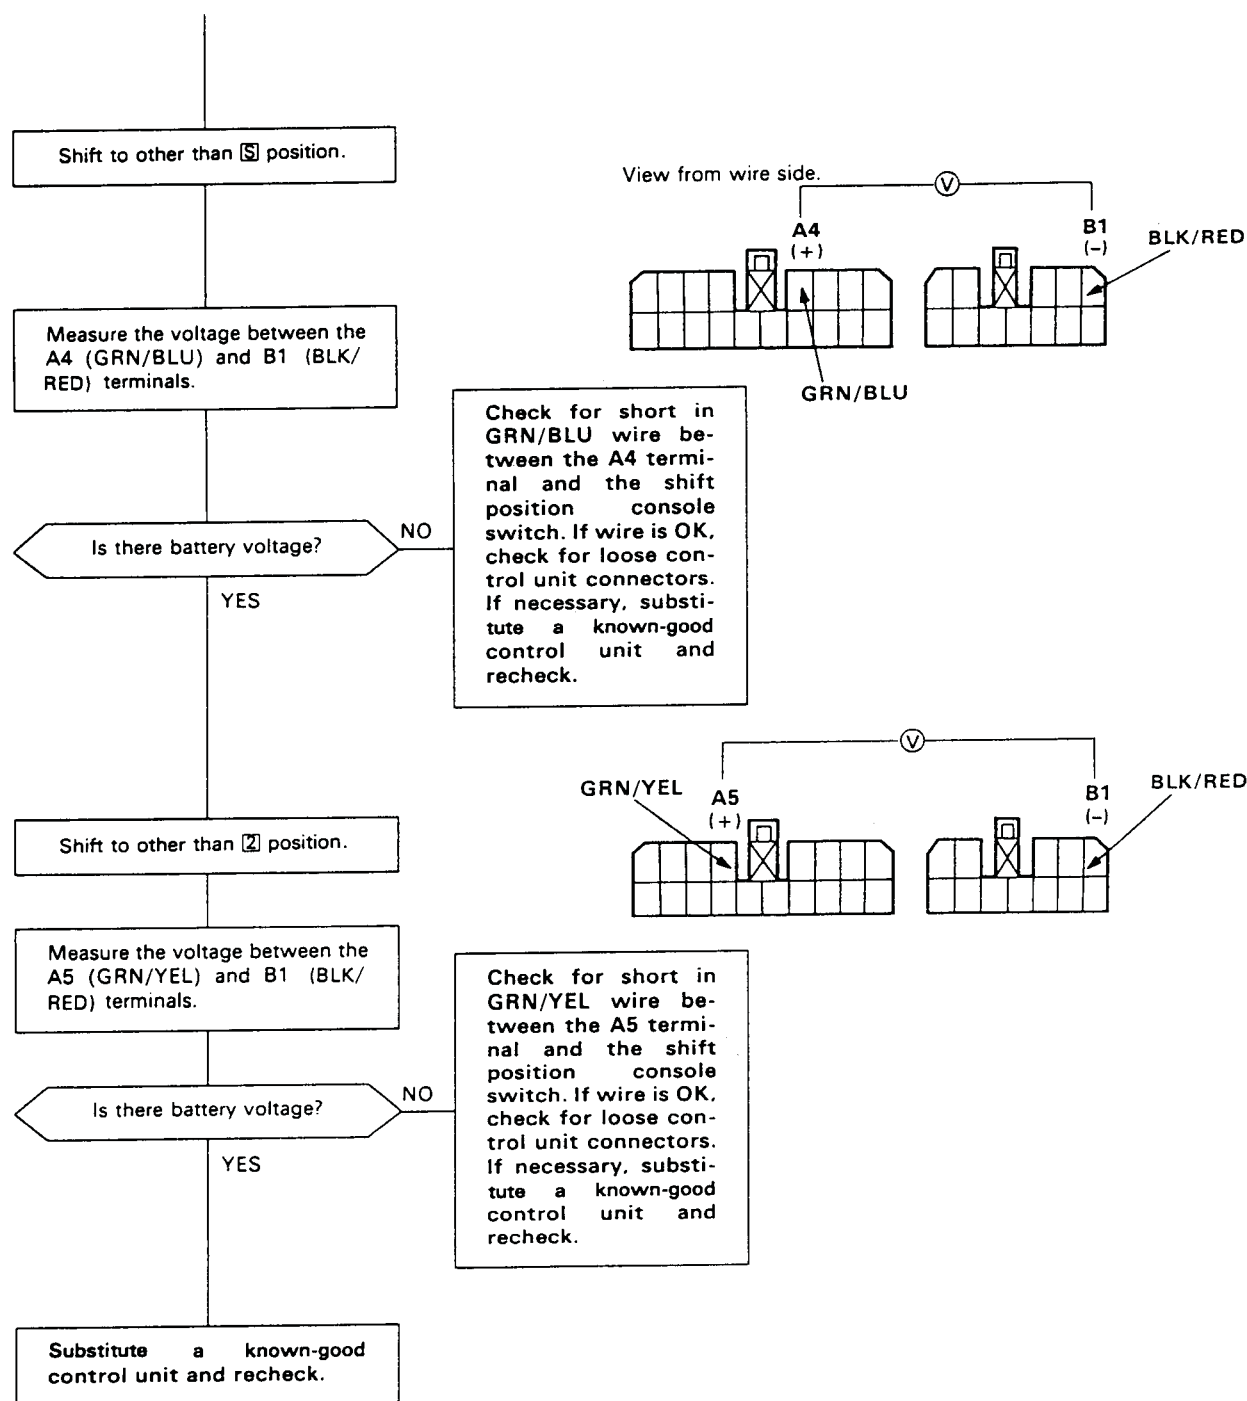 Shift to other than S position.
View from wire side.
V
A4
(+)
B1
(−)
BLK/RED
GRN/BLU
Measure the voltage between the
A4 (GRN/BLU) and B1 (BLK/
RED) terminals.
Is there battery voltage?
NO
YES
Check for short in
GRN/BLU wire be-
tween the A4 termi-
nal and the shift
position console
switch. If wire is OK,
check for loose con-
trol unit connectors.
If necessary, substi-
tute a known-good
control unit and
recheck.
V
GRN/YEL
A5
(+)
B1
(−)
BLK/RED
Shift to other than 2 position.
Measure the voltage between the
A5 (GRN/YEL) and B1 (BLK/
RED) terminals.
Is there battery voltage?
NO
YES
Check for short in
GRN/YEL wire be-
tween the A5 termi-
nal and the shift
position console
switch. If wire is OK,
check for loose con-
trol unit connectors.
If necessary, substi-
tute a known-good
control unit and
recheck.
Substitute a known-good
control unit and recheck.